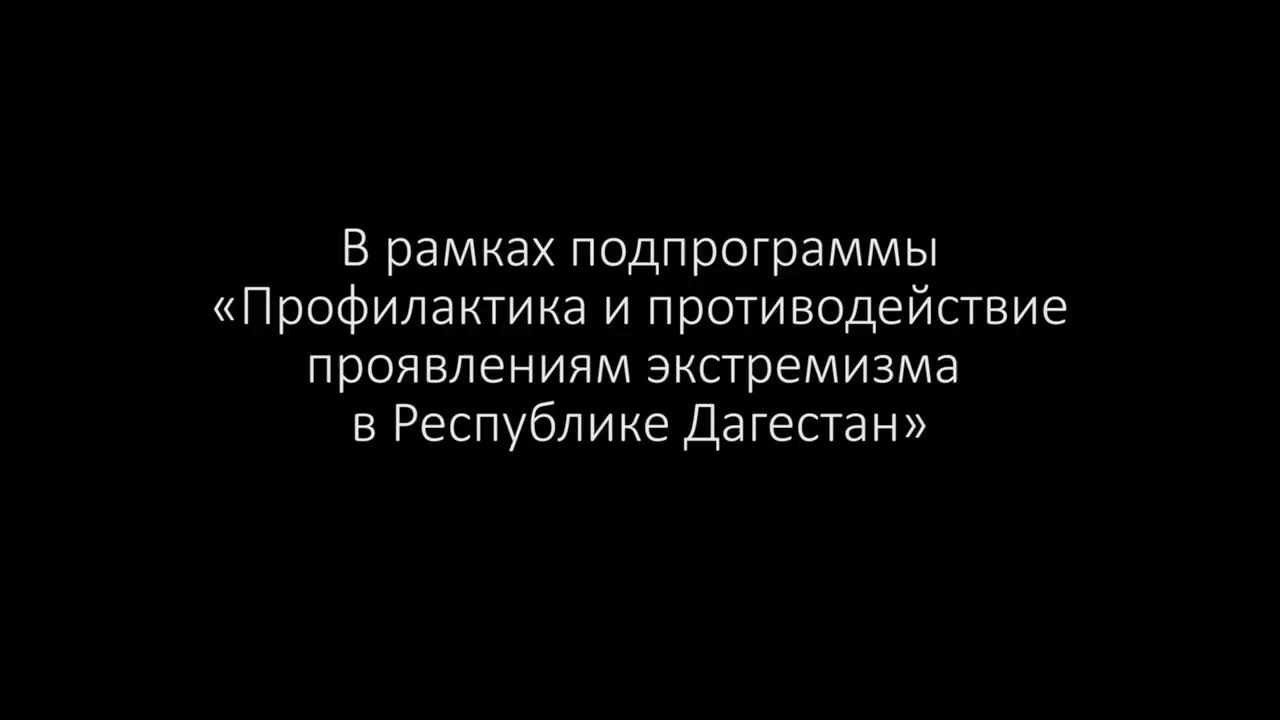 В рамках подпрограммы
«Профилактика и противодействие
проявлениям экстремизма
в Республике Дагестан»